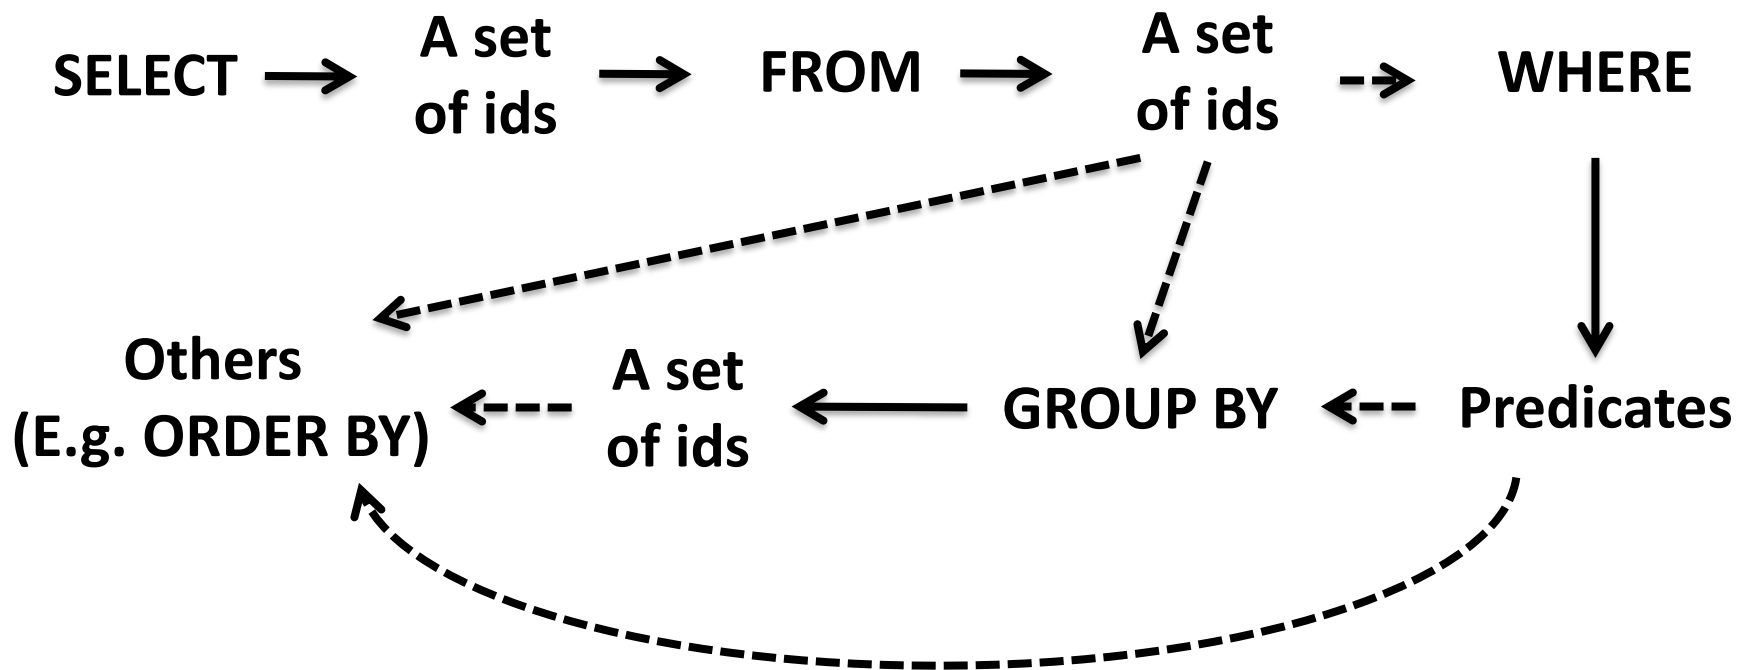 SELECT
A set
of ids
FROM
A set
of ids
WHERE
Others
(E.g. ORDER BY)
A set
of ids
GROUP BY
Predicates